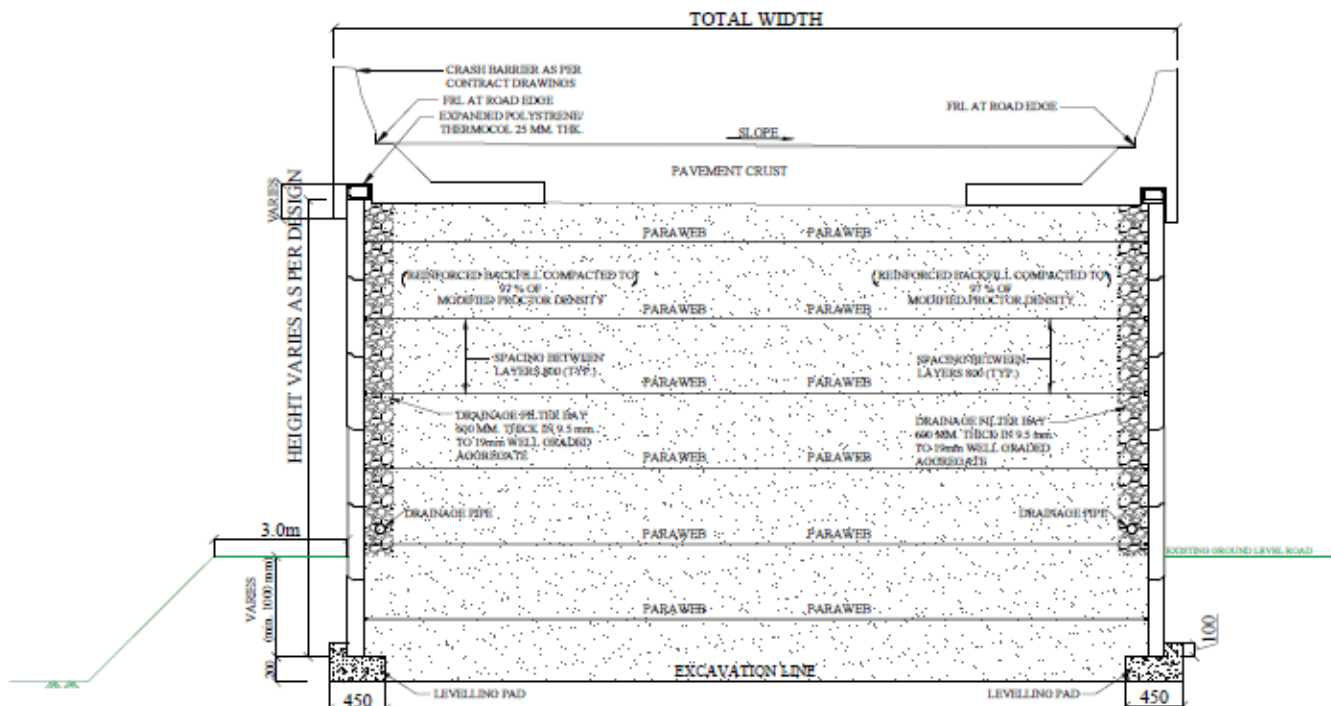 TOTAL WIDTH
CRASH BARRIER AS PER
CONTRACT DRAWINGS
FRL AT ROAD EDGE
EXPANDED POLYSTRENE/
THERMOCOL 25 MM. THK.
FRL AT ROAD EDGE
SLOPE
PAVEMENT CRUST
VARIES
HEIGHT VARIES AS PER DESIGN
PARAWEB PARAWEB
REINFORCED BACKFILL COMPACTED TO
97 % OF
MODIFIED PROCTOR DENSITY
REINFORCED BACKFILL COMPACTED TO
97 % OF
MODIFIED PROCTOR DENSITY
PARAWEB PARAWEB
SPACING BETWEEN
LAYERS 800 (TYP.)
SPACING BETWEEN
LAYERS 800 (TYP.)
PARAWEB PARAWEB
DRAINAGE FILTER BAY
600 MM. THICK IN 9.5 mm.
TO 19mm WELL GRADED
AGGREGATE
DRAINAGE FILTER BAY
600 MM. THICK IN 9.5 mm.
TO 19mm WELL GRADED
AGGREGATE
PARAWEB PARAWEB
DRAINAGE PIPE
DRAINAGE PIPE
3.0m
PARAWEB PARAWEB
EXISTING GROUND LEVEL ROAD
VARIES
(min. 1000 mm)
PARAWEB PARAWEB
100
EXCAVATION LINE
LEVELLING PAD
LEVELLING PAD
450
450